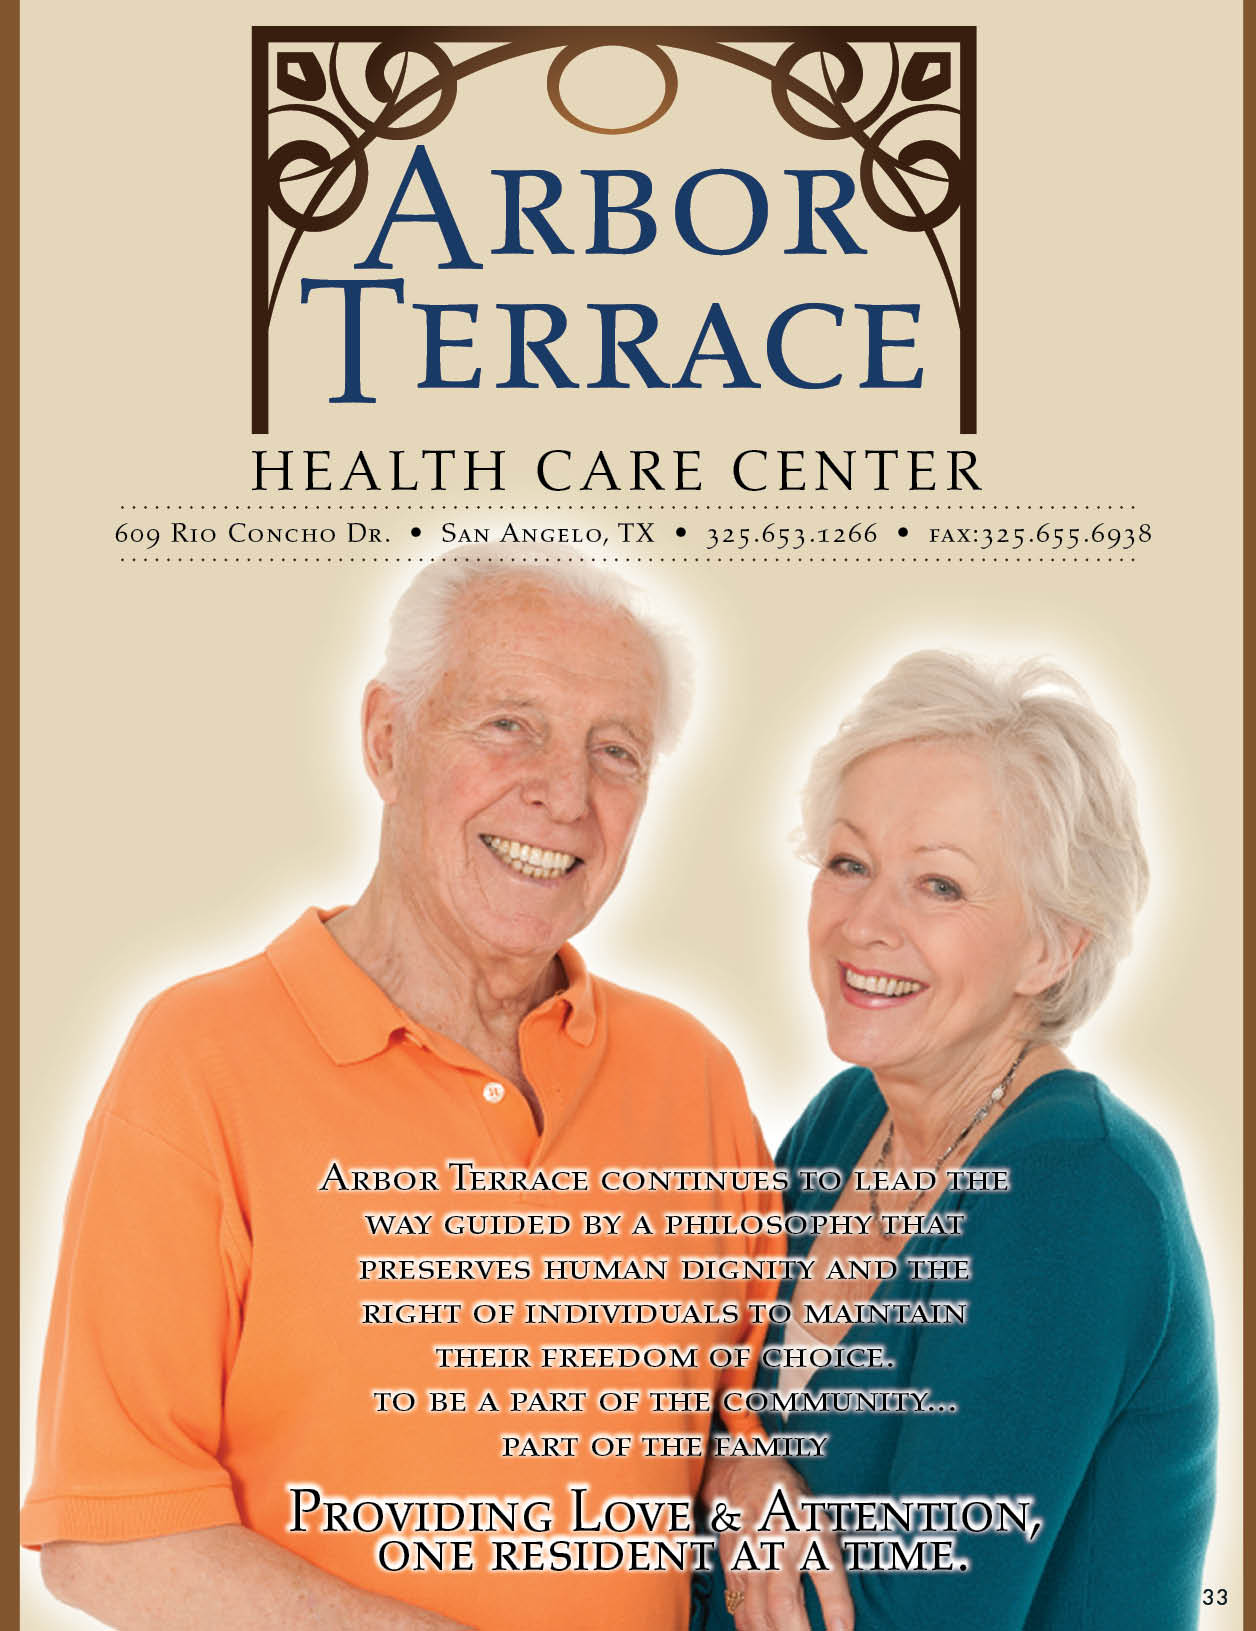 ARBOR
TERRACE
HEALTH CARE CENTER
609 RIO CONCHO DR. • SAN ANGELO, TX • 325.653.1266 • FAX:325.655.6938
ARBOR TERRACE CONTINUES TO LEAD THE
WAY GUIDED BY A PHILOSOPHY THAT
PRESERVES HUMAN DIGNITY AND THE
RIGHT OF INDIVIDUALS TO MAINTAIN
THEIR FREEDOM OF CHOICE.
TO BE A PART OF THE COMMUNITY...
PART OF THE FAMILY
PROVIDING LOVE & ATTENTION,
ONE RESIDENT AT A TIME.
33